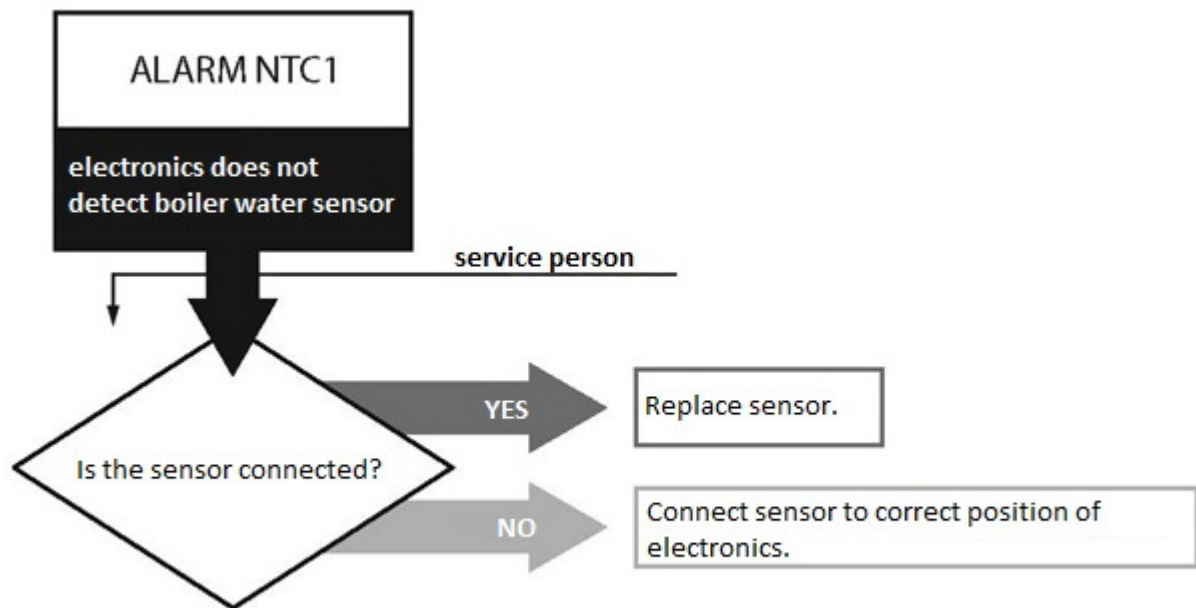 ALARM NTC1
electronics does not
detect boiler water sensor
service person
Is the sensor connected?
YES
Replace sensor.
NO
Connect sensor to correct position of
electronics.